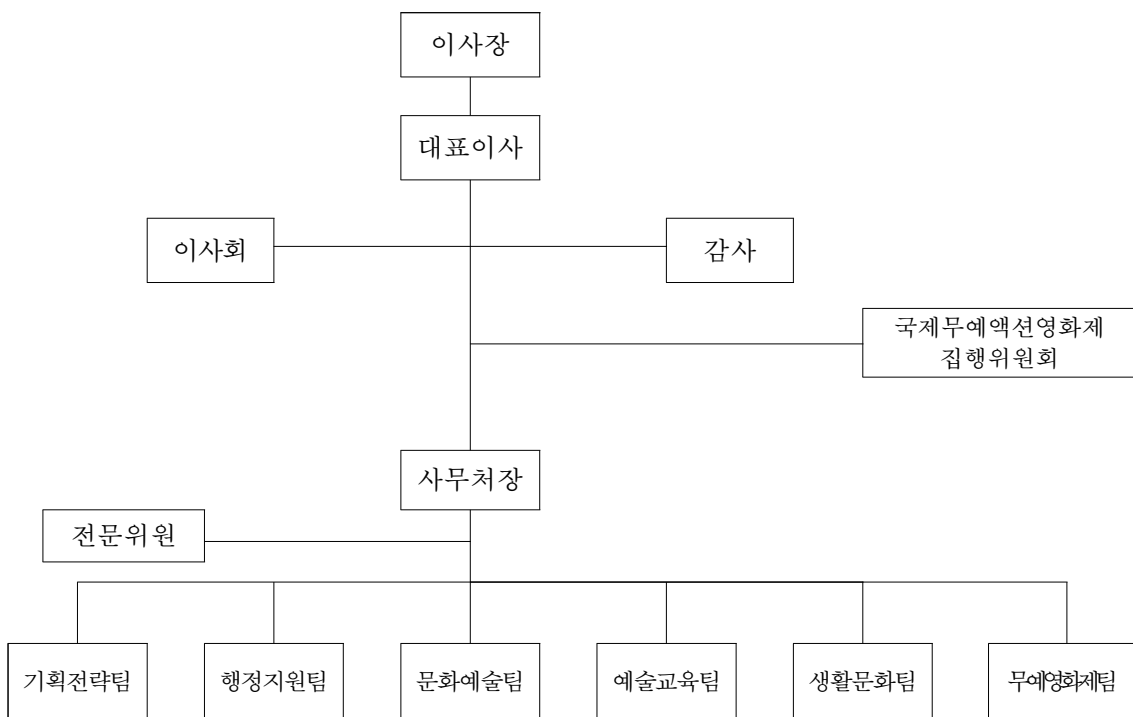 이사장
대표이사
이사회
감사
국제무예액션영화제
집행위원회
사무처장
전문위원
기획전략팀
행정지원팀
문화예술팀
예술교육팀
생활문화팀
무예영화제팀